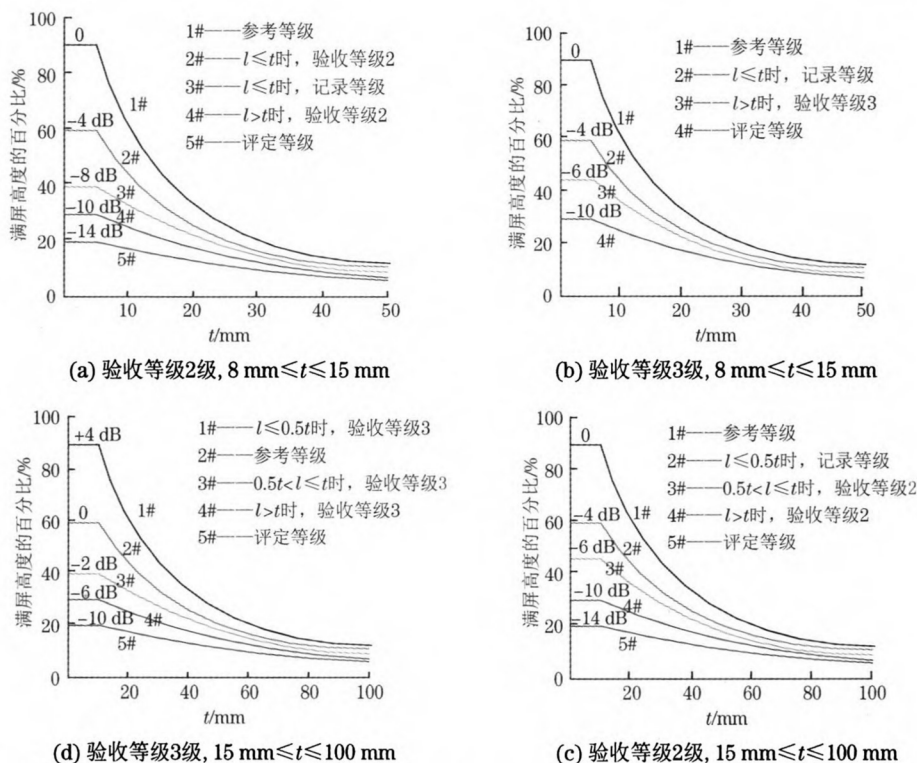 100
80
60
40
20
0
满屏高度的百分比/%
0
-4 dB
-8 dB
-10 dB
-14 dB
1#
2#
3#
4#
5#
1#——参考等级
2#——l≤t时，验收等级2
3#——l≤t时，记录等级
4#——l>t时，验收等级2
5#——评定等级
10 20 30 40 50
t/mm
(a) 验收等级2级, 8 mm≤t≤15 mm
100
80
60
40
20
0
满屏高度的百分比/%
0
-4 dB
-6 dB
-10 dB
1#
2#
3#
4#
1#——参考等级
2#——l≤t时，记录等级
3#——l>t时，验收等级3
4#——评定等级
10 20 30 40 50
t/mm
(b) 验收等级3级, 8 mm≤t≤15 mm
100
80
60
40
20
0
满屏高度的百分比/%
+4 dB
0
-2 dB
-6 dB
-10 dB
1#
2#
3#
4#
5#
1#——l≤0.5t时，验收等级3
2#——参考等级
3#——0.5t<l≤t时，验收等级3
4#——l>t时，验收等级3
5#——评定等级
20 40 60 80 100
t/mm
(d) 验收等级3级, 15 mm≤t≤100 mm
100
80
60
40
20
0
满屏高度的百分比/%
0
-4 dB
-6 dB
-10 dB
-14 dB
1#
2#
3#
4#
5#
1#——参考等级
2#——l≤0.5t时，记录等级
3#——0.5t<l≤t时，验收等级2
4#——l>t时，验收等级2
5#——评定等级
20 40 60 80 100
t/mm
(c) 验收等级2级, 15 mm≤t≤100 mm